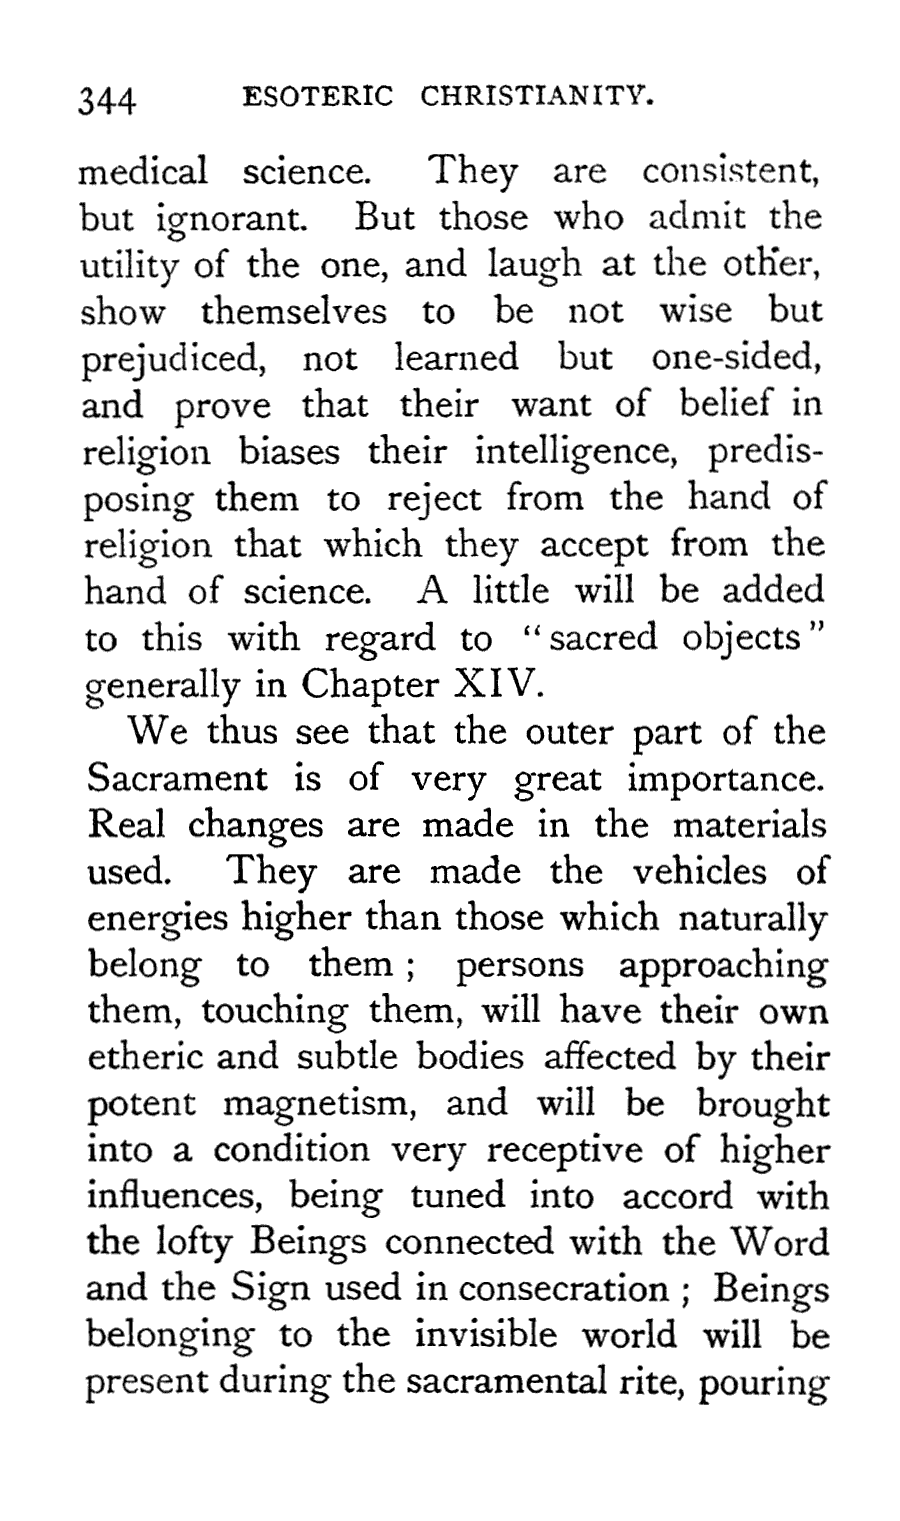 344 ESOTERIC CHRISTIANITY.
medical science. They are consistent,
but ignorant. But those who admit the
utility of the one, and laugh at the other,
show themselves to be not wise but
prejudiced, not learned but one-sided,
and prove that their want of belief in
religion biases their intelligence, predis-
posing them to reject from the hand of
religion that which they accept from the
hand of science. A little will be added
to this with regard to “sacred objects”
generally in Chapter XIV.
We thus see that the outer part of the
Sacrament is of very great importance.
Real changes are made in the materials
used. They are made the vehicles of
energies higher than those which naturally
belong to them ; persons approaching
them, touching them, will have their own
etheric and subtle bodies affected by their
potent magnetism, and will be brought
into a condition very receptive of higher
influences, being tuned into accord with
the lofty Beings connected with the Word
and the Sign used in consecration ; Beings
belonging to the invisible world will be
present during the sacramental rite, pouring